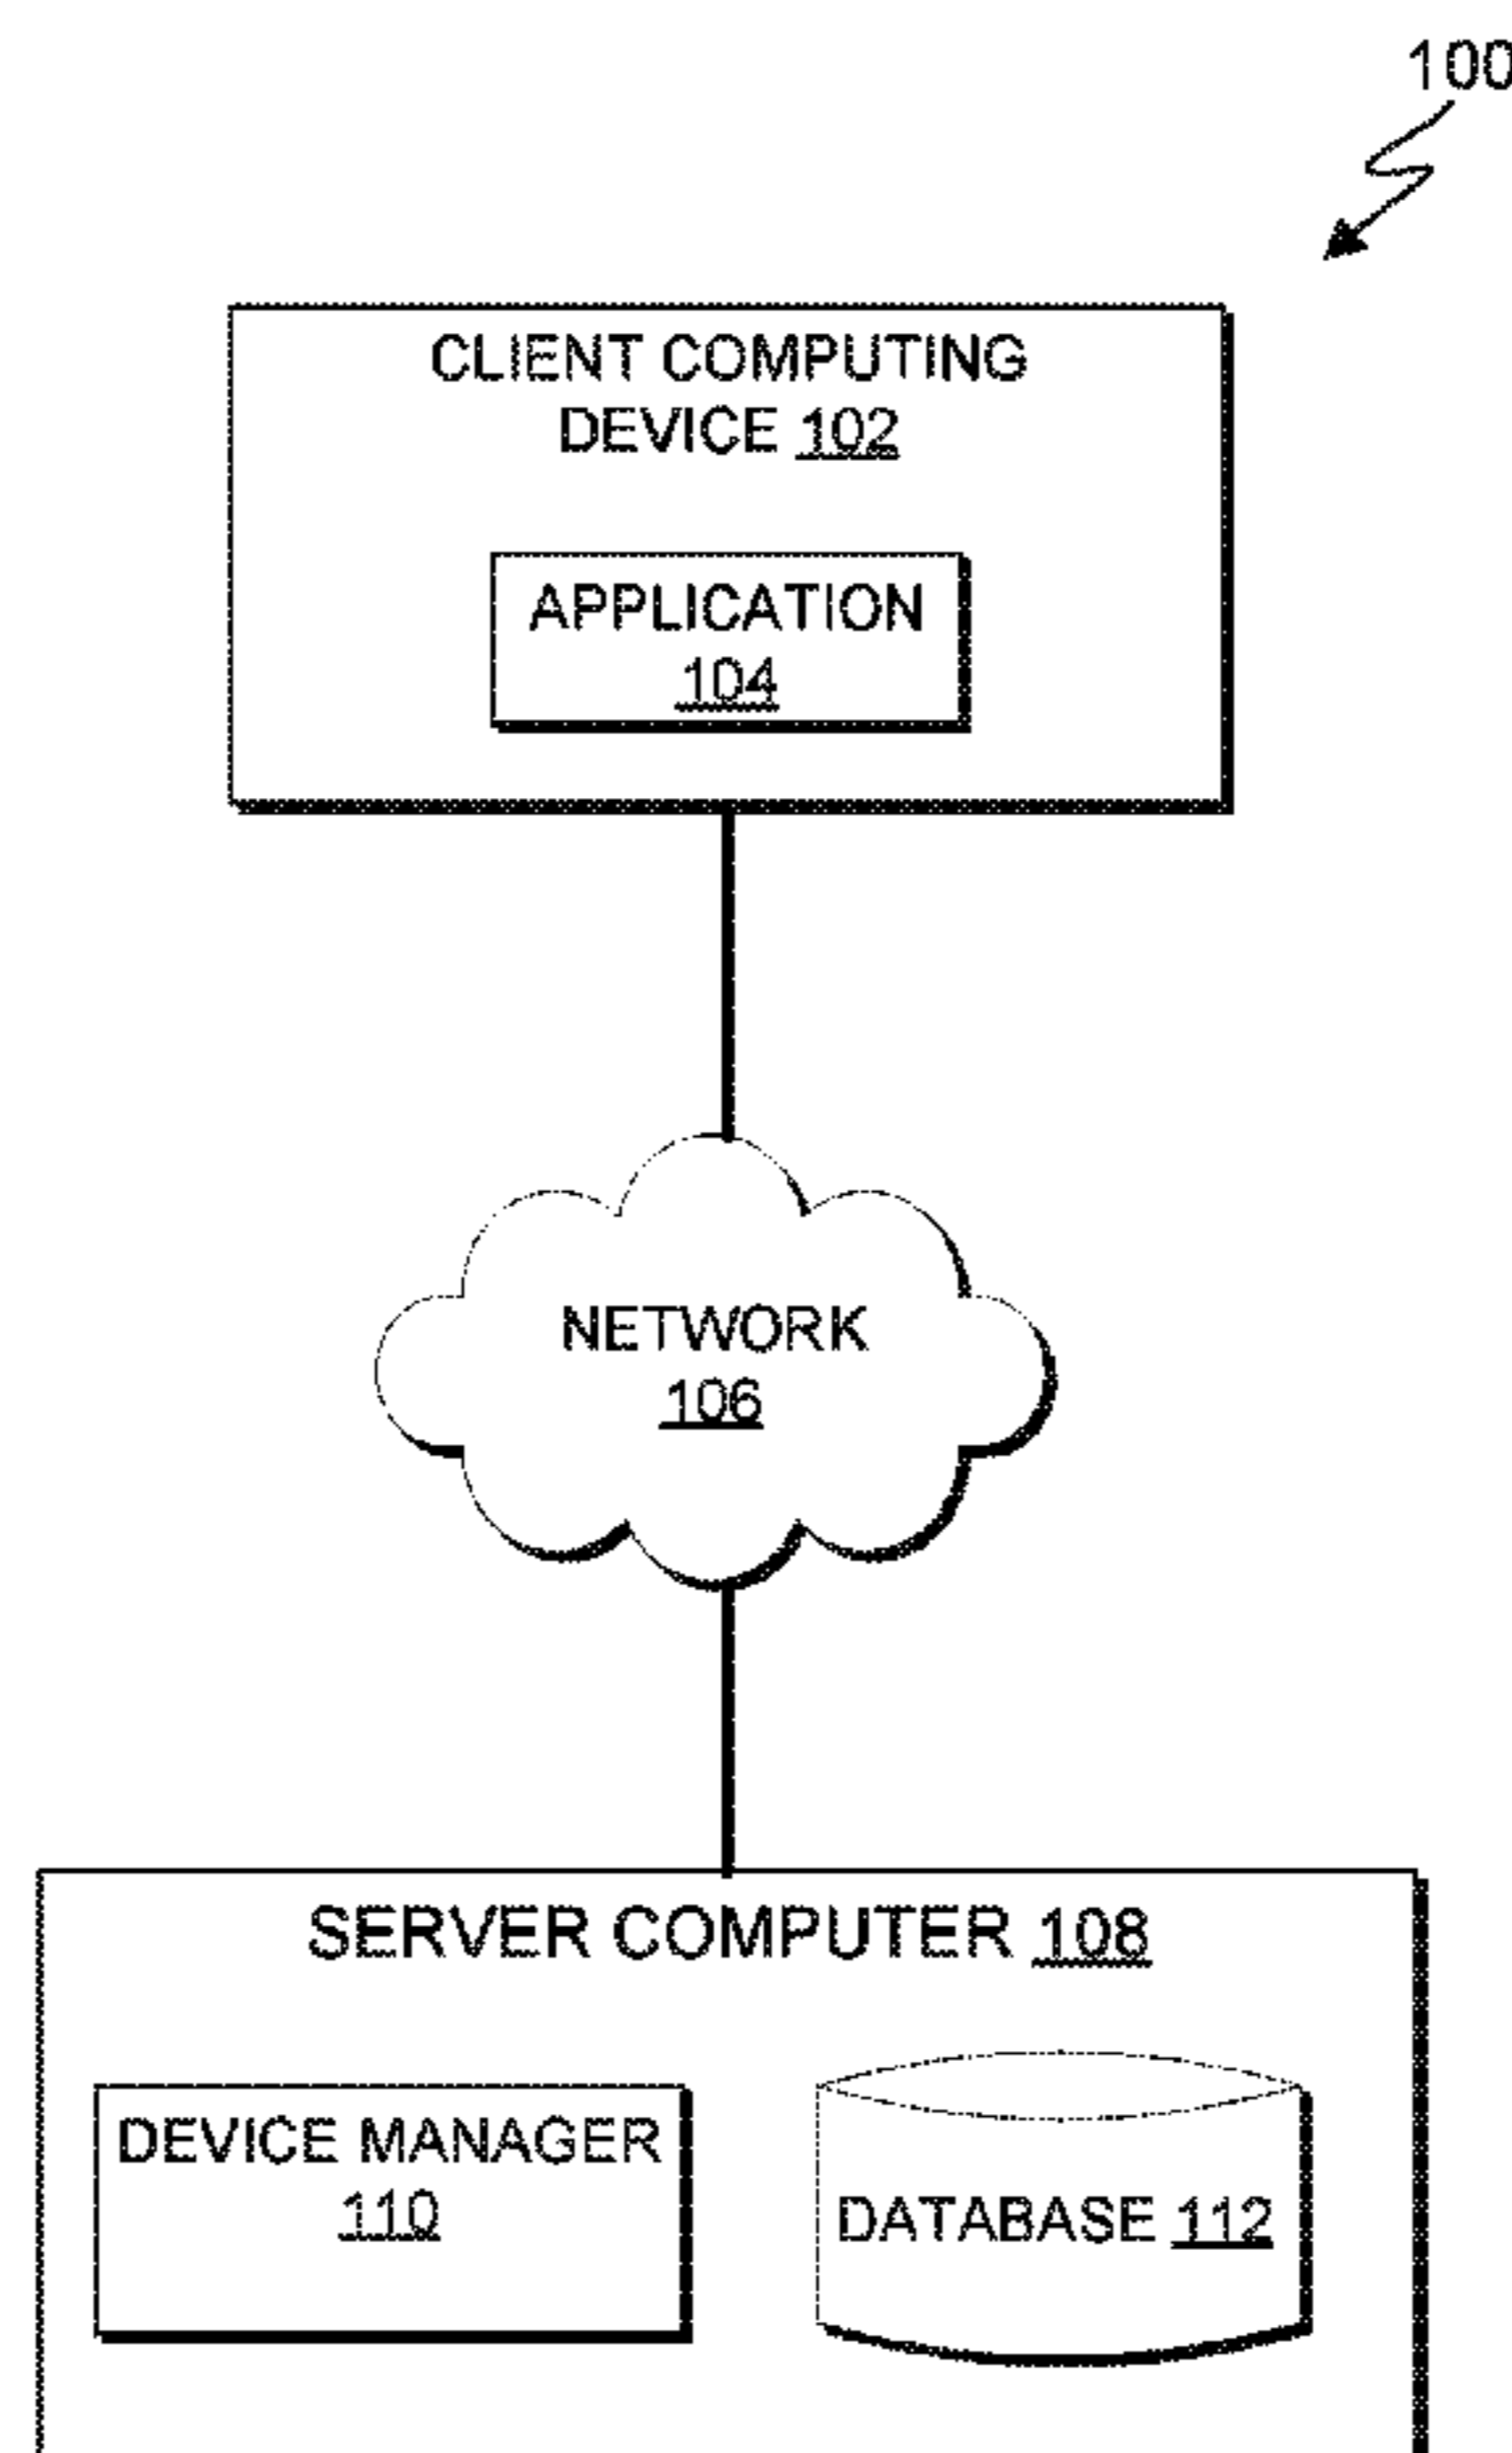 100
CLIENT COMPUTING
DEVICE 102
APPLICATION
104
NETWORK
106
SERVER COMPUTER 108
DEVICE MANAGER
110
DATABASE 112